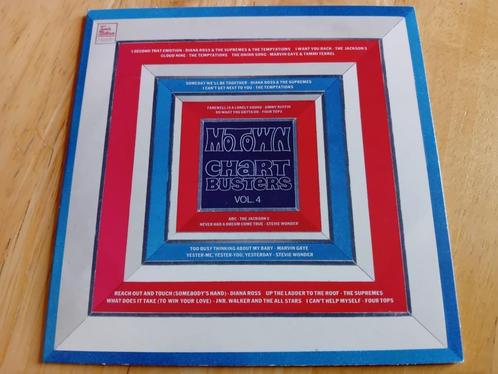 Tamla Motown
I SECOND THAT EMOTION - DIANA ROSS & THE SUPREMES & THE TEMPTATIONS I WANT YOU BACK - THE JACKSON 5
CLOUD NINE - THE TEMPTATIONS THE ONION SONG - MARVIN GAYE & TAMMI TERREL
SOMEDAY WE'LL BE TOGETHER - DIANA ROSS & THE SUPREMES
I CAN'T GET NEXT TO YOU - THE TEMPTATIONS
FAREWELL IS A LONELY SOUND - JIMMY RUFFIN
DO WHAT YOU GOTTA DO - FOUR TOPS
MOTOWN
CHART
BUSTERS
VOL. 4
ABC - THE JACKSON 5
NEVER HAD A DREAM COME TRUE - STEVIE WONDER
TOO BUSY THINKING ABOUT MY BABY - MARVIN GAYE
YESTER-ME, YESTER-YOU, YESTERDAY - STEVIE WONDER
REACH OUT AND TOUCH (SOMEBODY'S HAND) - DIANA ROSS UP THE LADDER TO THE ROOF - THE SUPREMES
WHAT DOES IT TAKE (TO WIN YOUR LOVE) - JNR. WALKER AND THE ALL STARS I CAN'T HELP MYSELF - FOUR TOPS